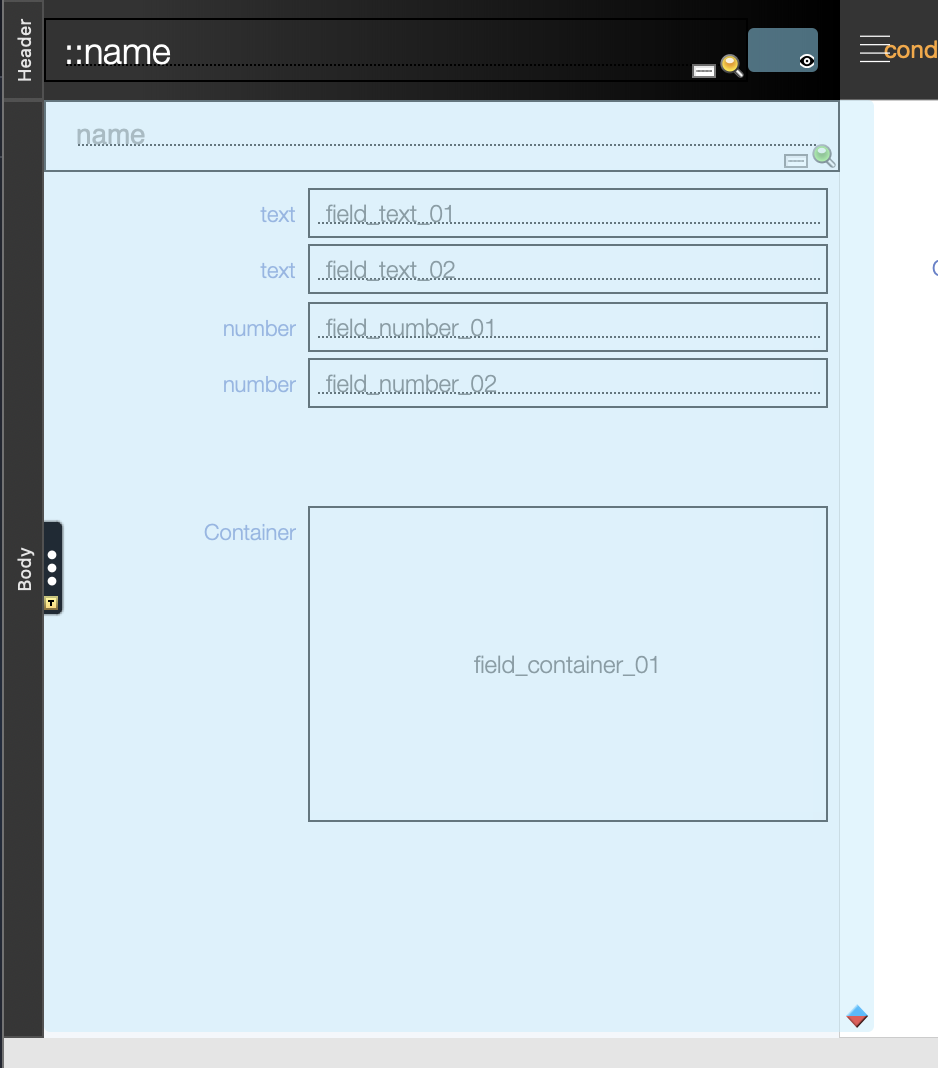 Header
::name
cond
name
text
field_text_01
text
field_text_02
number
field_number_01
number
field_number_02
Body
T
Container
field_container_01